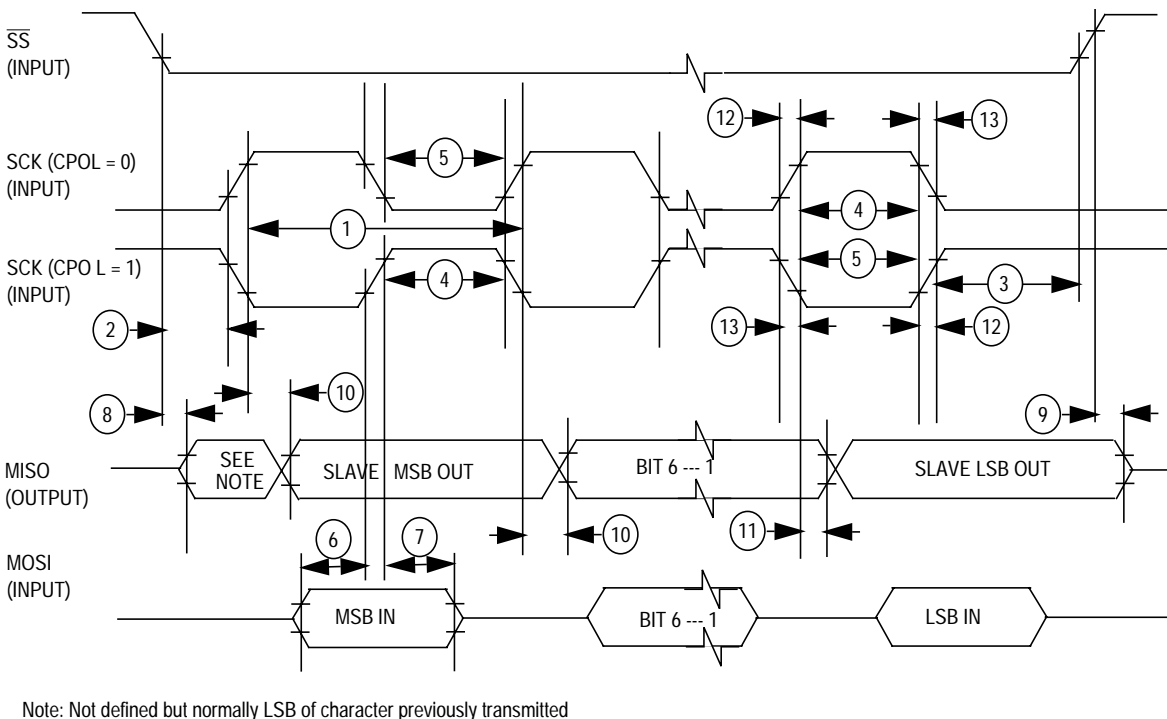 SS
(INPUT)
12
13
SCK (CPOL = 0)
(INPUT)
5
4
1
SCK (CPO L = 1)
(INPUT)
4
5
3
2
13
12
8
10
9
MISO
(OUTPUT)
SEE
NOTE
SLAVE MSB OUT
BIT 6 --- 1
SLAVE LSB OUT
6
7
10
11
MOSI
(INPUT)
MSB IN
BIT 6 --- 1
LSB IN
Note: Not defined but normally LSB of character previously transmitted